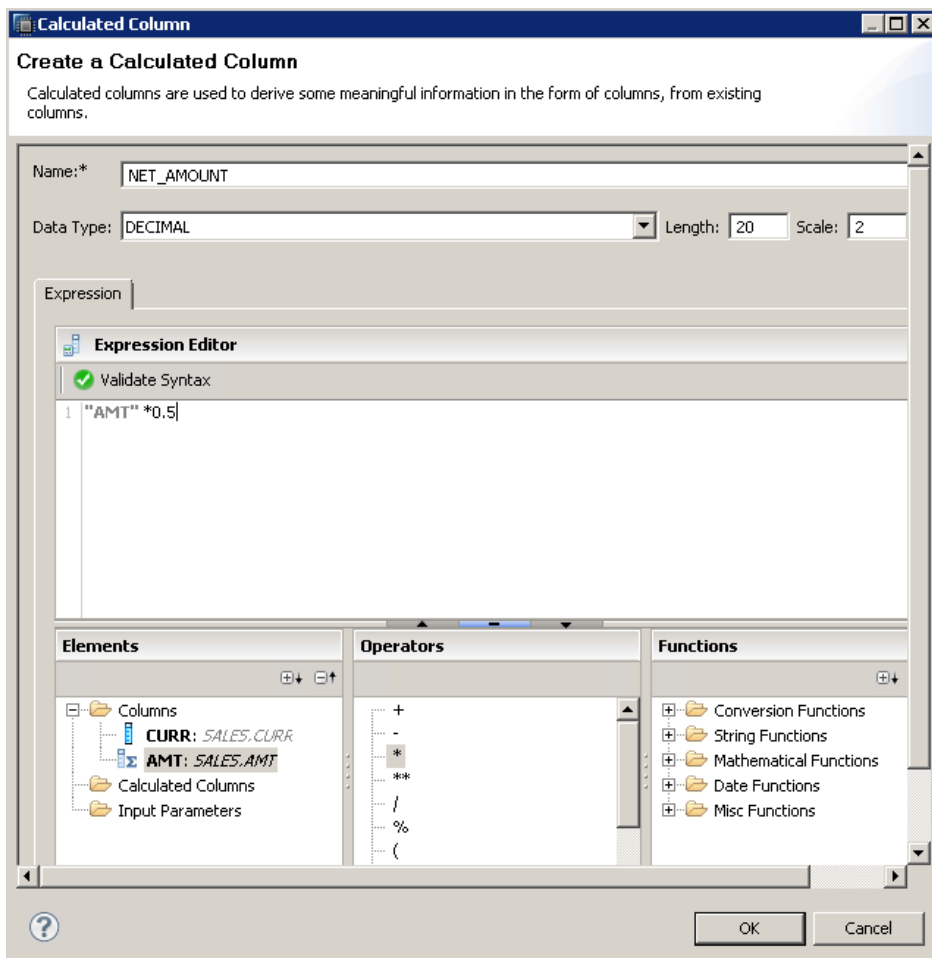 Calculated Column
Create a Calculated Column
Calculated columns are used to derive some meaningful information in the form of columns, from existing
columns.
Name:* NET_AMOUNT
Data Type: DECIMAL Length: 20 Scale: 2
Expression
Expression Editor
Validate Syntax
1 "AMT" *0.5
Elements
Columns
CURR: SALES.CURR
AMT: SALES.AMT
Calculated Columns
Input Parameters
Operators
+
-
*
**
/
%
(
Functions
Conversion Functions
String Functions
Mathematical Functions
Date Functions
Misc Functions
?
OK Cancel